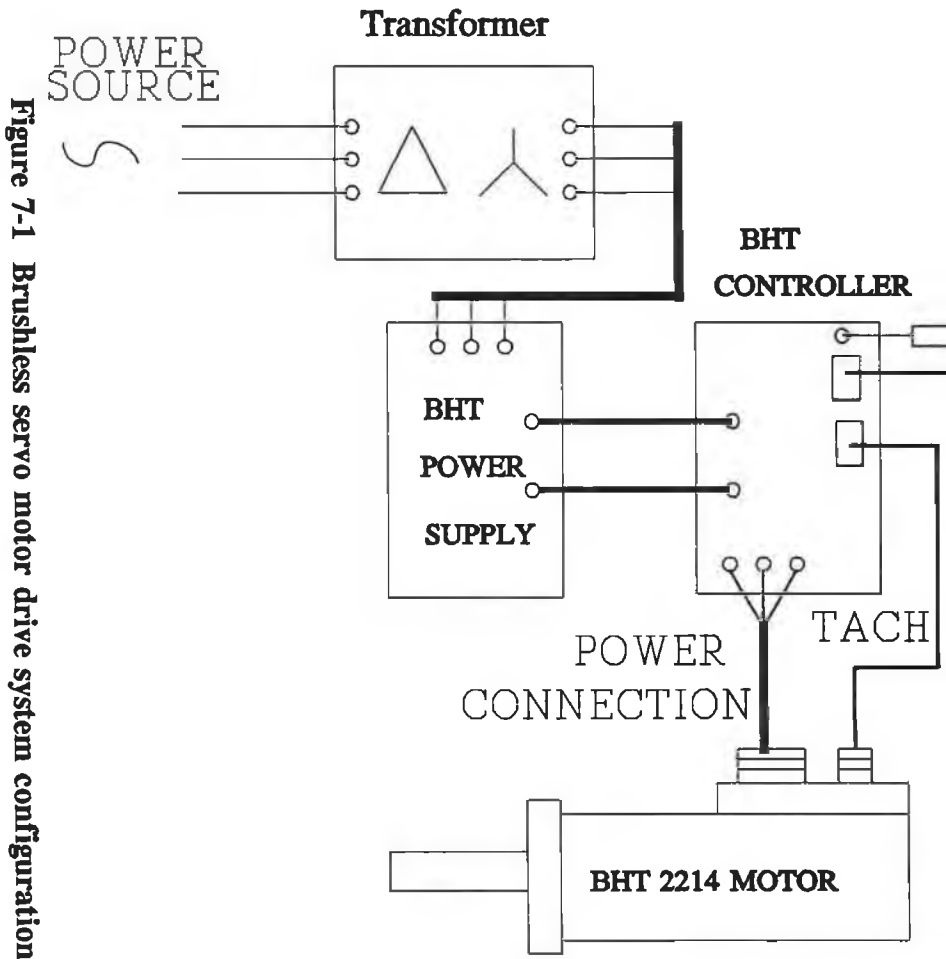 Transformer
POWER
SOURCE
BHT
CONTROLLER
BHT
POWER
SUPPLY
TACH
POWER
CONNECTION
BHT 2214 MOTOR
Figure 7-1 Brushless servo motor drive system configuration